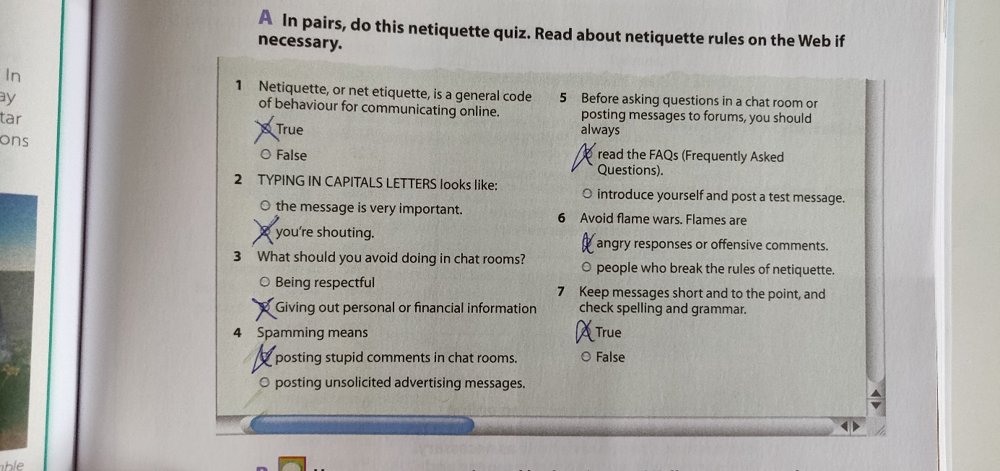 A In pairs, do this netiquette quiz. Read about netiquette rules on the Web if
necessary.
1 Netiquette, or net etiquette, is a general code
of behaviour for communicating online.
True
False
2 TYPING IN CAPITALS LETTERS looks like:
the message is very important.
you're shouting.
3 What should you avoid doing in chat rooms?
Being respectful
Giving out personal or financial information
4 Spamming means
posting stupid comments in chat rooms.
posting unsolicited advertising messages.
5 Before asking questions in a chat room or
posting messages to forums, you should
always
read the FAQs (Frequently Asked
Questions).
introduce yourself and post a test message.
6 Avoid flame wars. Flames are
angry responses or offensive comments.
people who break the rules of netiquette.
7 Keep messages short and to the point, and
check spelling and grammar.
True
False
In